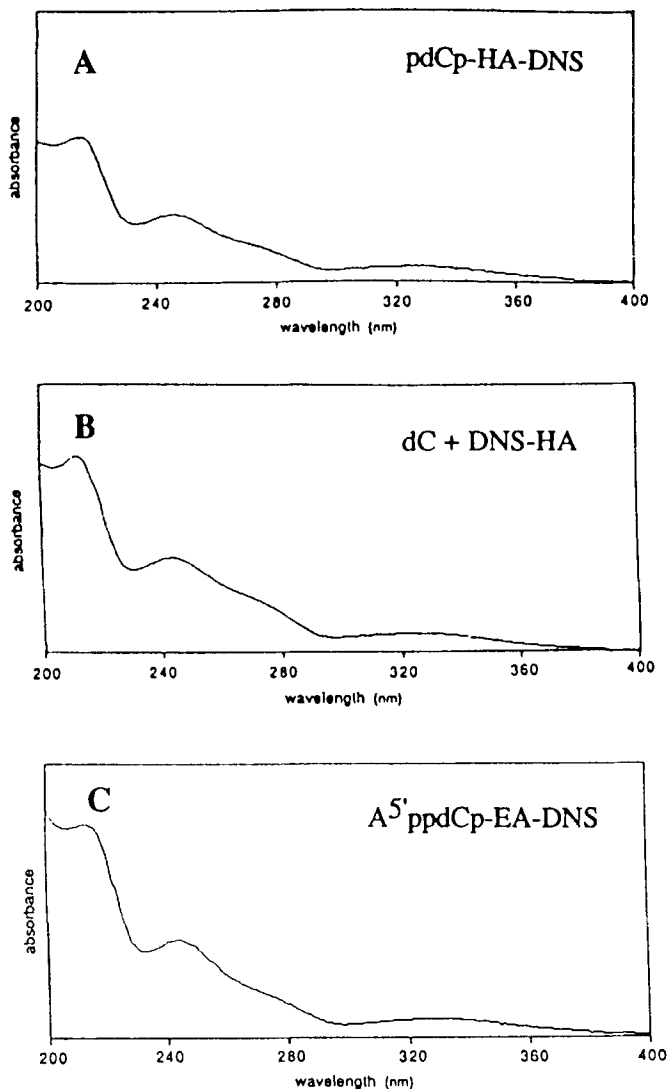 A
pdCp-HA-DNS
absorbance
200 240 280 320 360 400
wavelength (nm)
B
dC + DNS-HA
absorbance
200 240 280 320 360 400
wavelength (nm)
C
A5'ppdCp-EA-DNS
absorbance
200 240 280 320 360 400
wavelength (nm)